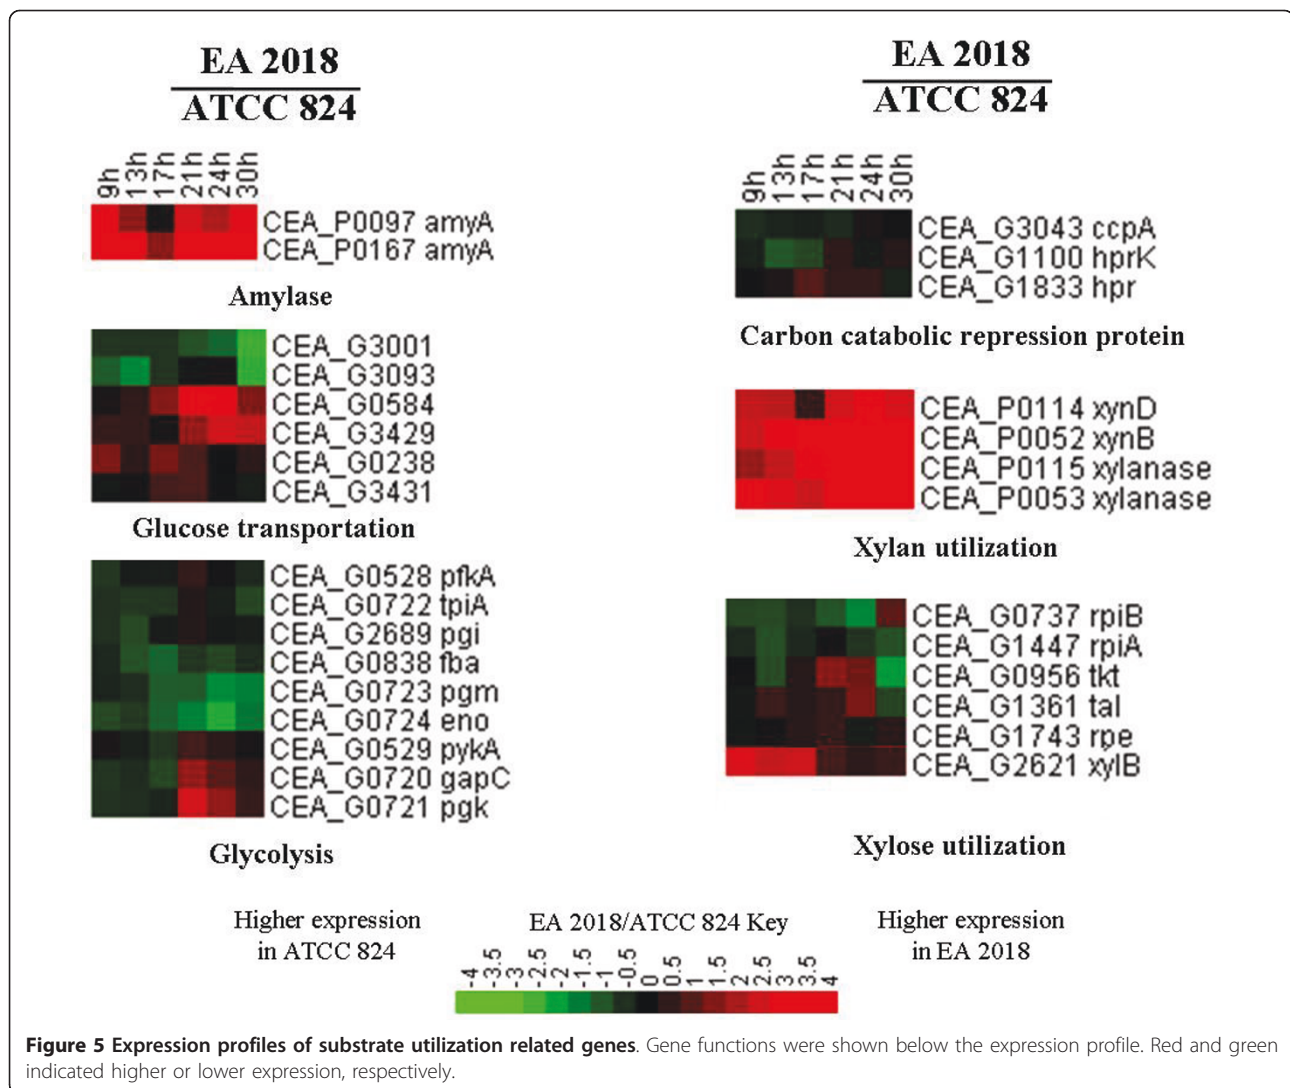 EA 2018
ATCC 824
9h 13h 17h 21h 24h 30h
CEA_P0097 amyA
CEA_P0167 amyA
Amylase
CEA_G3001
CEA_G3093
CEA_G0584
CEA_G3429
CEA_G0238
CEA_G3431
Glucose transportation
CEA_G0528 pfkA
CEA_G0722 tpiA
CEA_G2689 pgi
CEA_G0838 fba
CEA_G0723 pgm
CEA_G0724 eno
CEA_G0529 pykA
CEA_G0720 gapC
CEA_G0721 pgk
Glycolysis
EA 2018
ATCC 824
9h 13h 17h 21h 24h 30h
CEA_G3043 ccpA
CEA_G1100 hprK
CEA_G1833 hpr
Carbon catabolic repression protein
CEA_P0114 xynD
CEA_P0052 xynB
CEA_P0115 xylanase
CEA_P0053 xylanase
Xylan utilization
CEA_G0737 rpiB
CEA_G1447 rpiA
CEA_G0956 tkt
CEA_G1361 tal
CEA_G1743 rpe
CEA_G2621 xylB
Xylose utilization
Higher expression
in ATCC 824
EA 2018/ATCC 824 Key
-4 -3.5 -3 -2.5 -2 -1.5 -1 -0.5 0 0.5 1 1.5 2 2.5 3 3.5 4
Higher expression
in EA 2018
Figure 5 Expression profiles of substrate utilization related genes. Gene functions were shown below the expression profile. Red and green
indicated higher or lower expression, respectively.